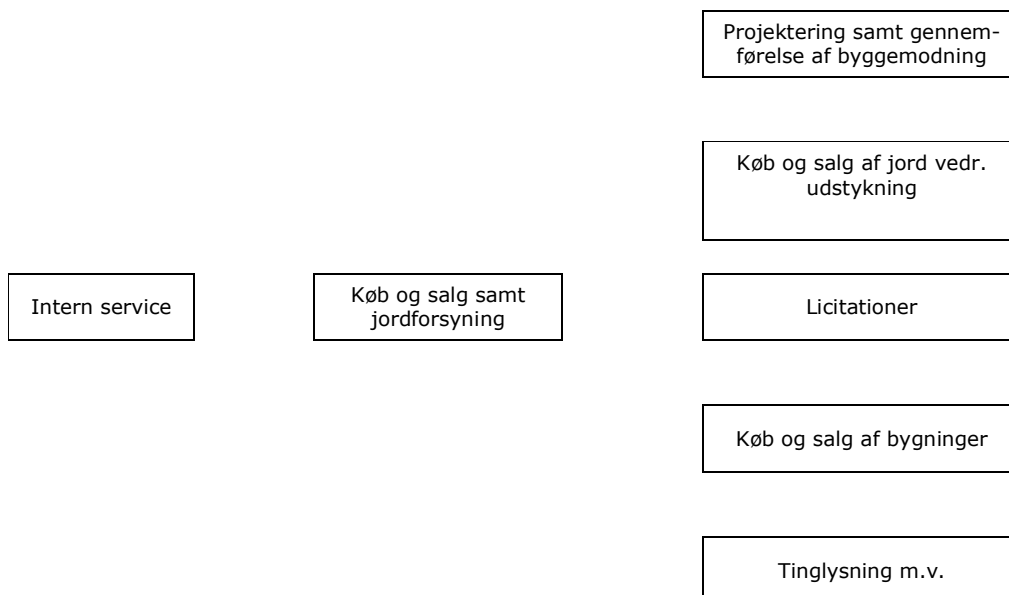 Projektering samt gennem-
førelse af byggemodning
Køb og salg af jord vedr.
udstykning
Intern service
Køb og salg samt
jordforsyning
Licitationer
Køb og salg af bygninger
Tinglysning m.v.